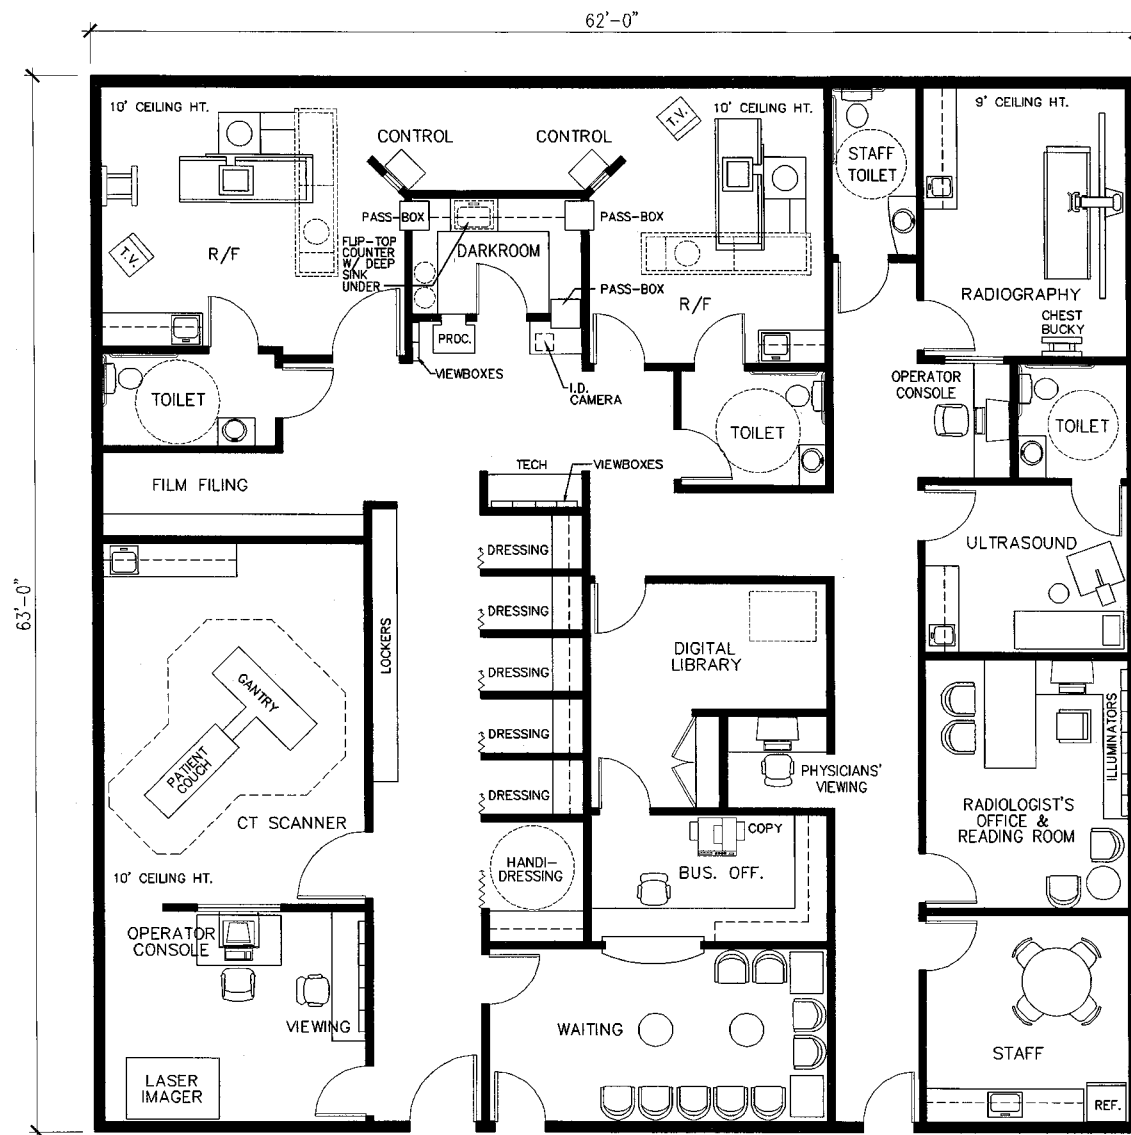 62'-0"
63'-0"
10' CEILING HT.
CONTROL
CONTROL
T.V.
10' CEILING HT.
STAFF
TOILET
9' CEILING HT.
PASS-BOX
PASS-BOX
R/F
T.V.
FLIP-TOP
COUNTER
W/ DEEP
SINK
UNDER
DARKROOM
PASS-BOX
R/F
RADIOGRAPHY
CHEST
BUCKY
PROC.
VIEWBOXES
I.D.
CAMERA
OPERATOR
CONSOLE
TOILET
TOILET
TOILET
FILM FILING
TECH
VIEWBOXES
DRESSING
ULTRASOUND
DRESSING
LOCKERS
DIGITAL
LIBRARY
DRESSING
GANTRY
PATIENT
COUCH
DRESSING
ILLUMINATORS
PHYSICIANS'
VIEWING
DRESSING
CT SCANNER
COPY
RADIOLOGIST'S
OFFICE &
READING ROOM
10' CEILING HT.
HANDI-
DRESSING
BUS. OFF.
OPERATOR
CONSOLE
VIEWING
WAITING
STAFF
LASER
IMAGER
REF.